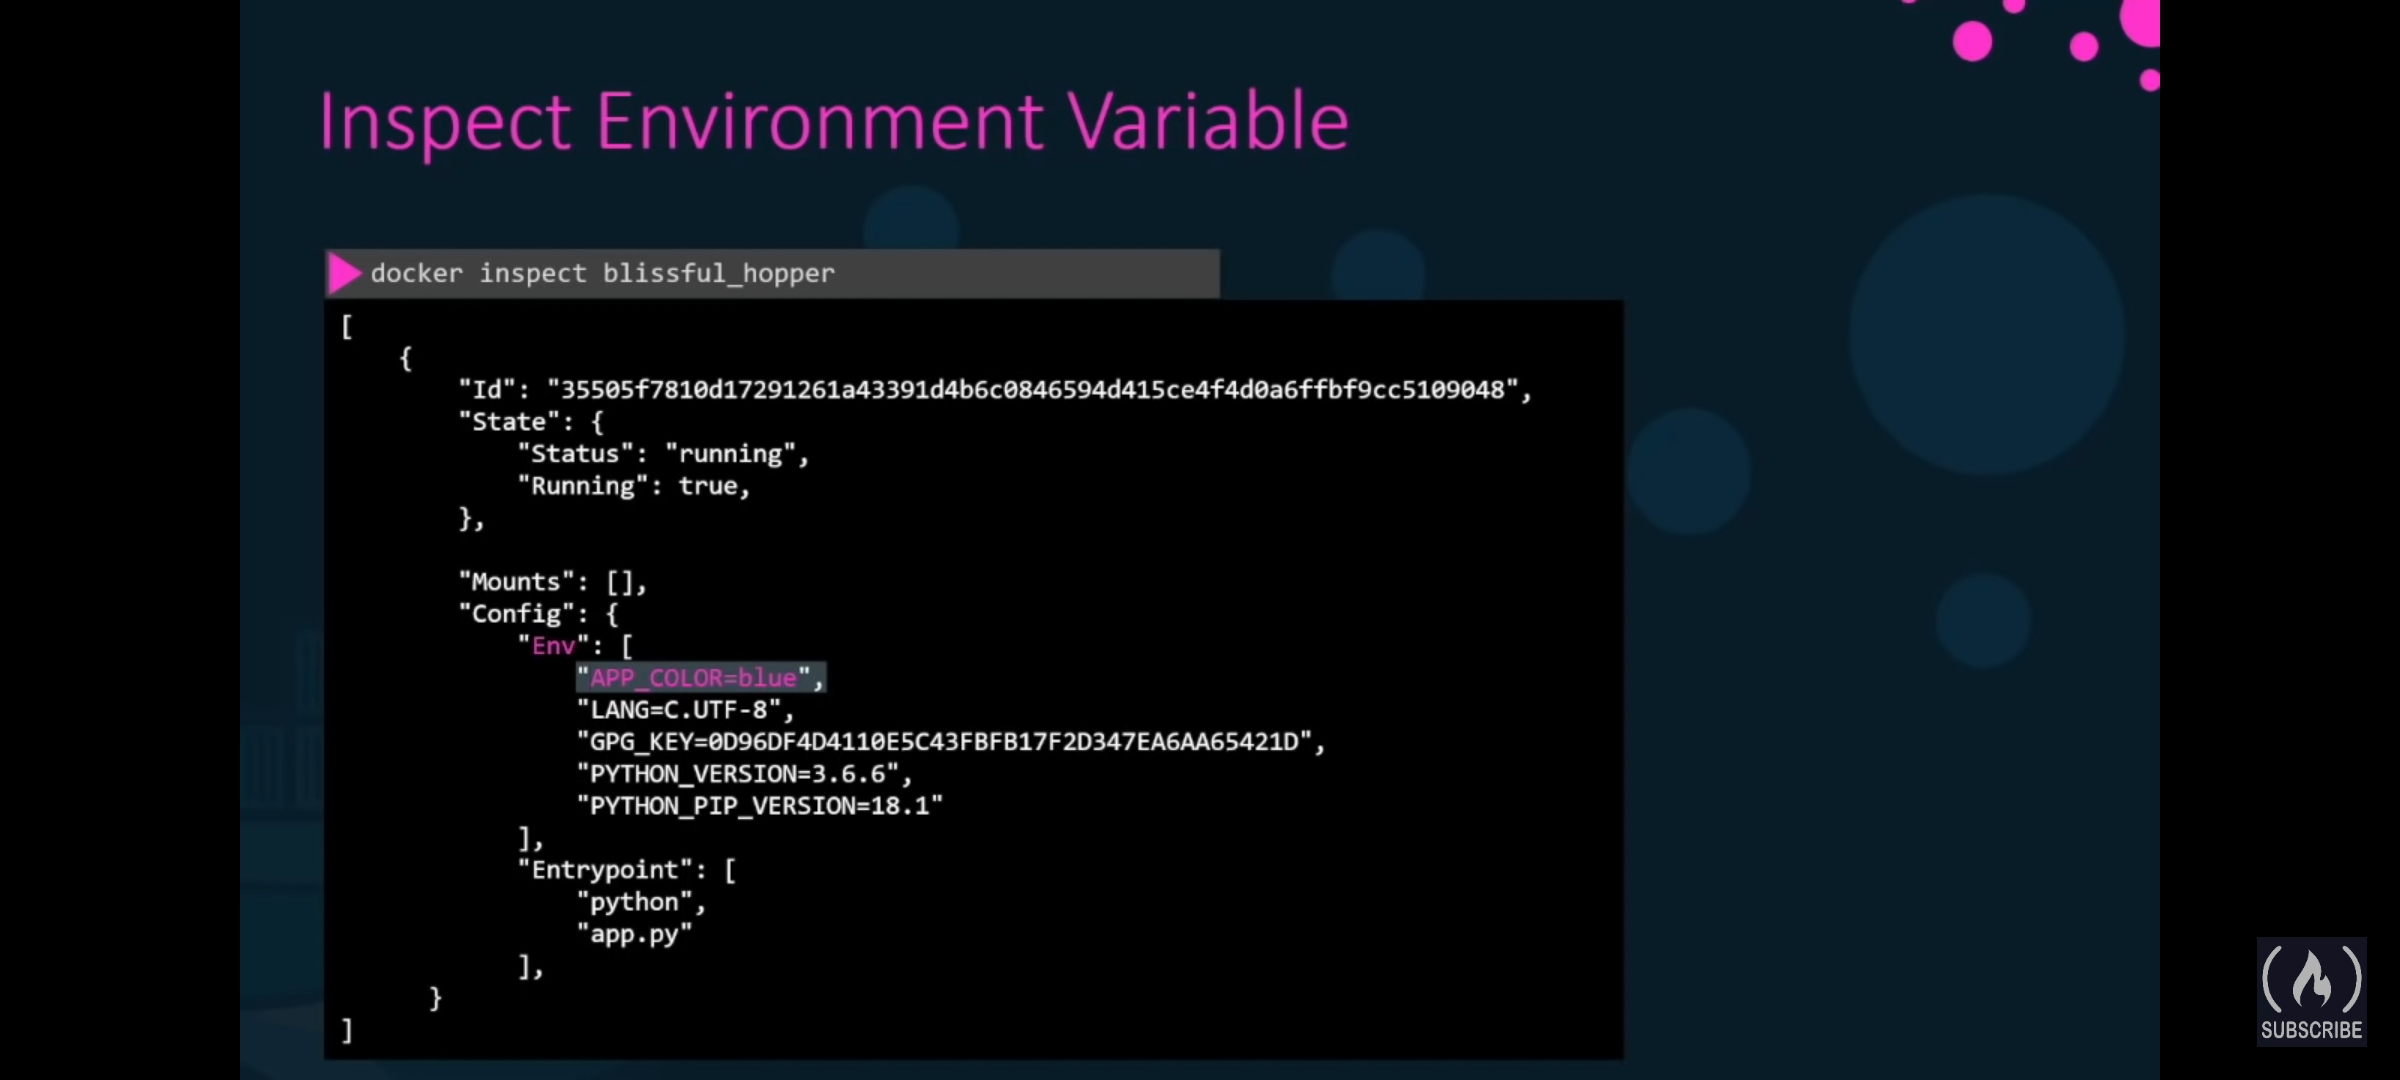 Inspect Environment Variable
docker inspect blissful_hopper
[
{
"Id": "35505f7810d17291261a43391d4b6c0846594d415ce4f4d0a6ffbf9cc5109048",
"State": {
"Status": "running",
"Running": true,
},
"Mounts": [],
"Config": {
"Env": [
"APP_COLOR=blue",
"LANG=C.UTF-8",
"GPG_KEY=0D96DF4D4110E5C43FBFB17F2D347EA6AA65421D",
"PYTHON_VERSION=3.6.6",
"PYTHON_PIP_VERSION=18.1"
],
"Entrypoint": [
"python",
"app.py"
],
}
]
SUBSCRIBE